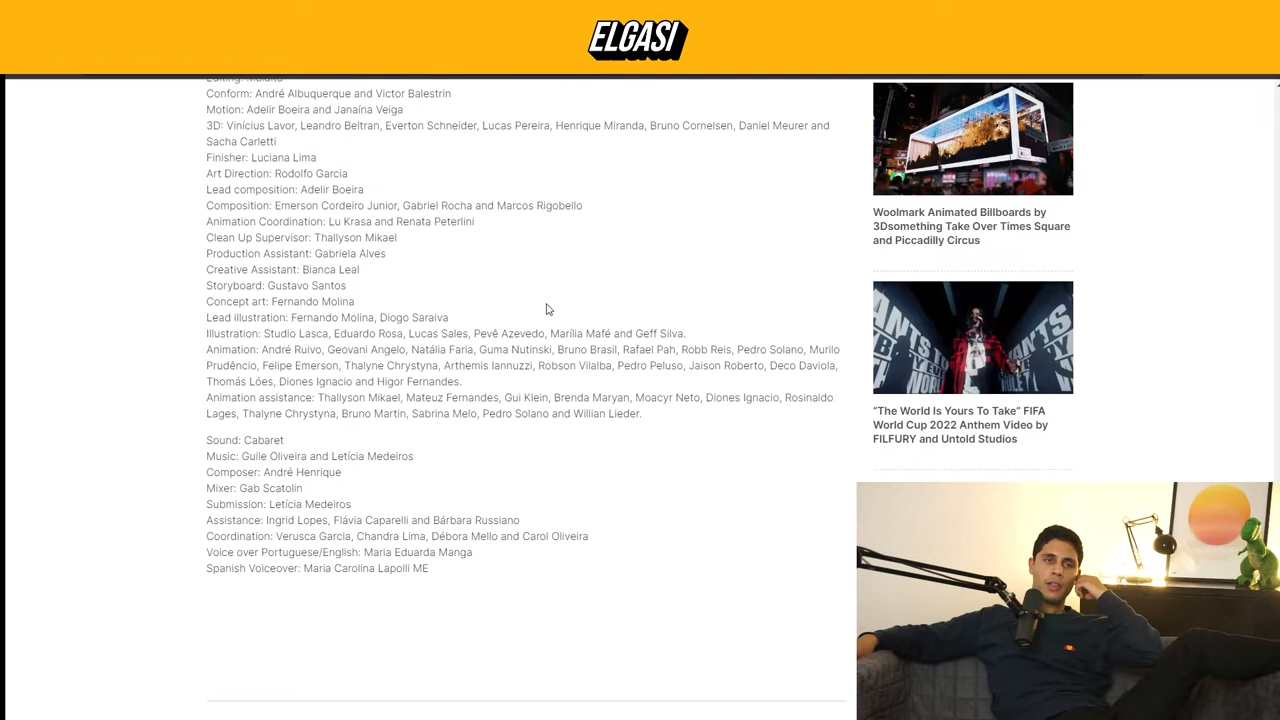 ELGASI
Editing: Maldita
Conform: André Albuquerque and Victor Balestrin
Motion: Adelir Boeira and Janaína Veiga
3D: Vinícius Lavor, Leandro Beltran, Everton Schneider, Lucas Pereira, Henrique Miranda, Bruno Cornelsen, Daniel Meurer and
Sacha Carletti
Finisher: Luciana Lima
Art Direction: Rodolfo Garcia
Lead composition: Adelir Boeira
Composition: Emerson Cordeiro Junior, Gabriel Rocha and Marcos Rigobello
Animation Coordination: Lu Krasa and Renata Peterlini
Clean Up Supervisor: Thallyson Mikael
Production Assistant: Gabriela Alves
Creative Assistant: Bianca Leal
Storyboard: Gustavo Santos
Concept art: Fernando Molina
Lead illustration: Fernando Molina, Diogo Saraiva
Illustration: Studio Lasca, Eduardo Rosa, Lucas Sales, Pevê Azevedo, Marília Mafé and Geff Silva.
Animation: André Ruivo, Geovani Angelo, Natália Faria, Guma Nutinski, Bruno Brasil, Rafael Pah, Robb Reis, Pedro Solano, Murilo
Prudêncio, Felipe Emerson, Thalyne Chrystyna, Arthemis Iannuzzi, Robson Vilalba, Pedro Peluso, Jaison Roberto, Deco Daviola,
Thomás Lóes, Diones Ignacio and Higor Fernandes.
Animation assistance: Thallyson Mikael, Mateuz Fernandes, Gui Klein, Brenda Maryan, Moacyr Neto, Diones Ignacio, Rosinaldo
Lages, Thalyne Chrystyna, Bruno Martin, Sabrina Melo, Pedro Solano and Willian Lieder.
Sound: Cabaret
Music: Guile Oliveira and Letícia Medeiros
Composer: André Henrique
Mixer: Gab Scatolin
Submission: Letícia Medeiros
Assistance: Ingrid Lopes, Flávia Caparelli and Bárbara Russiano
Coordination: Verusca Garcia, Chandra Lima, Débora Mello and Carol Oliveira
Voice over Portuguese/English: Maria Eduarda Manga
Spanish Voiceover: Maria Carolina Lapolli ME
Woolmark Animated Billboards by
3Dsomething Take Over Times Square
and Piccadilly Circus
"The World Is Yours To Take" FIFA
World Cup 2022 Anthem Video by
FILFURY and Untold Studios